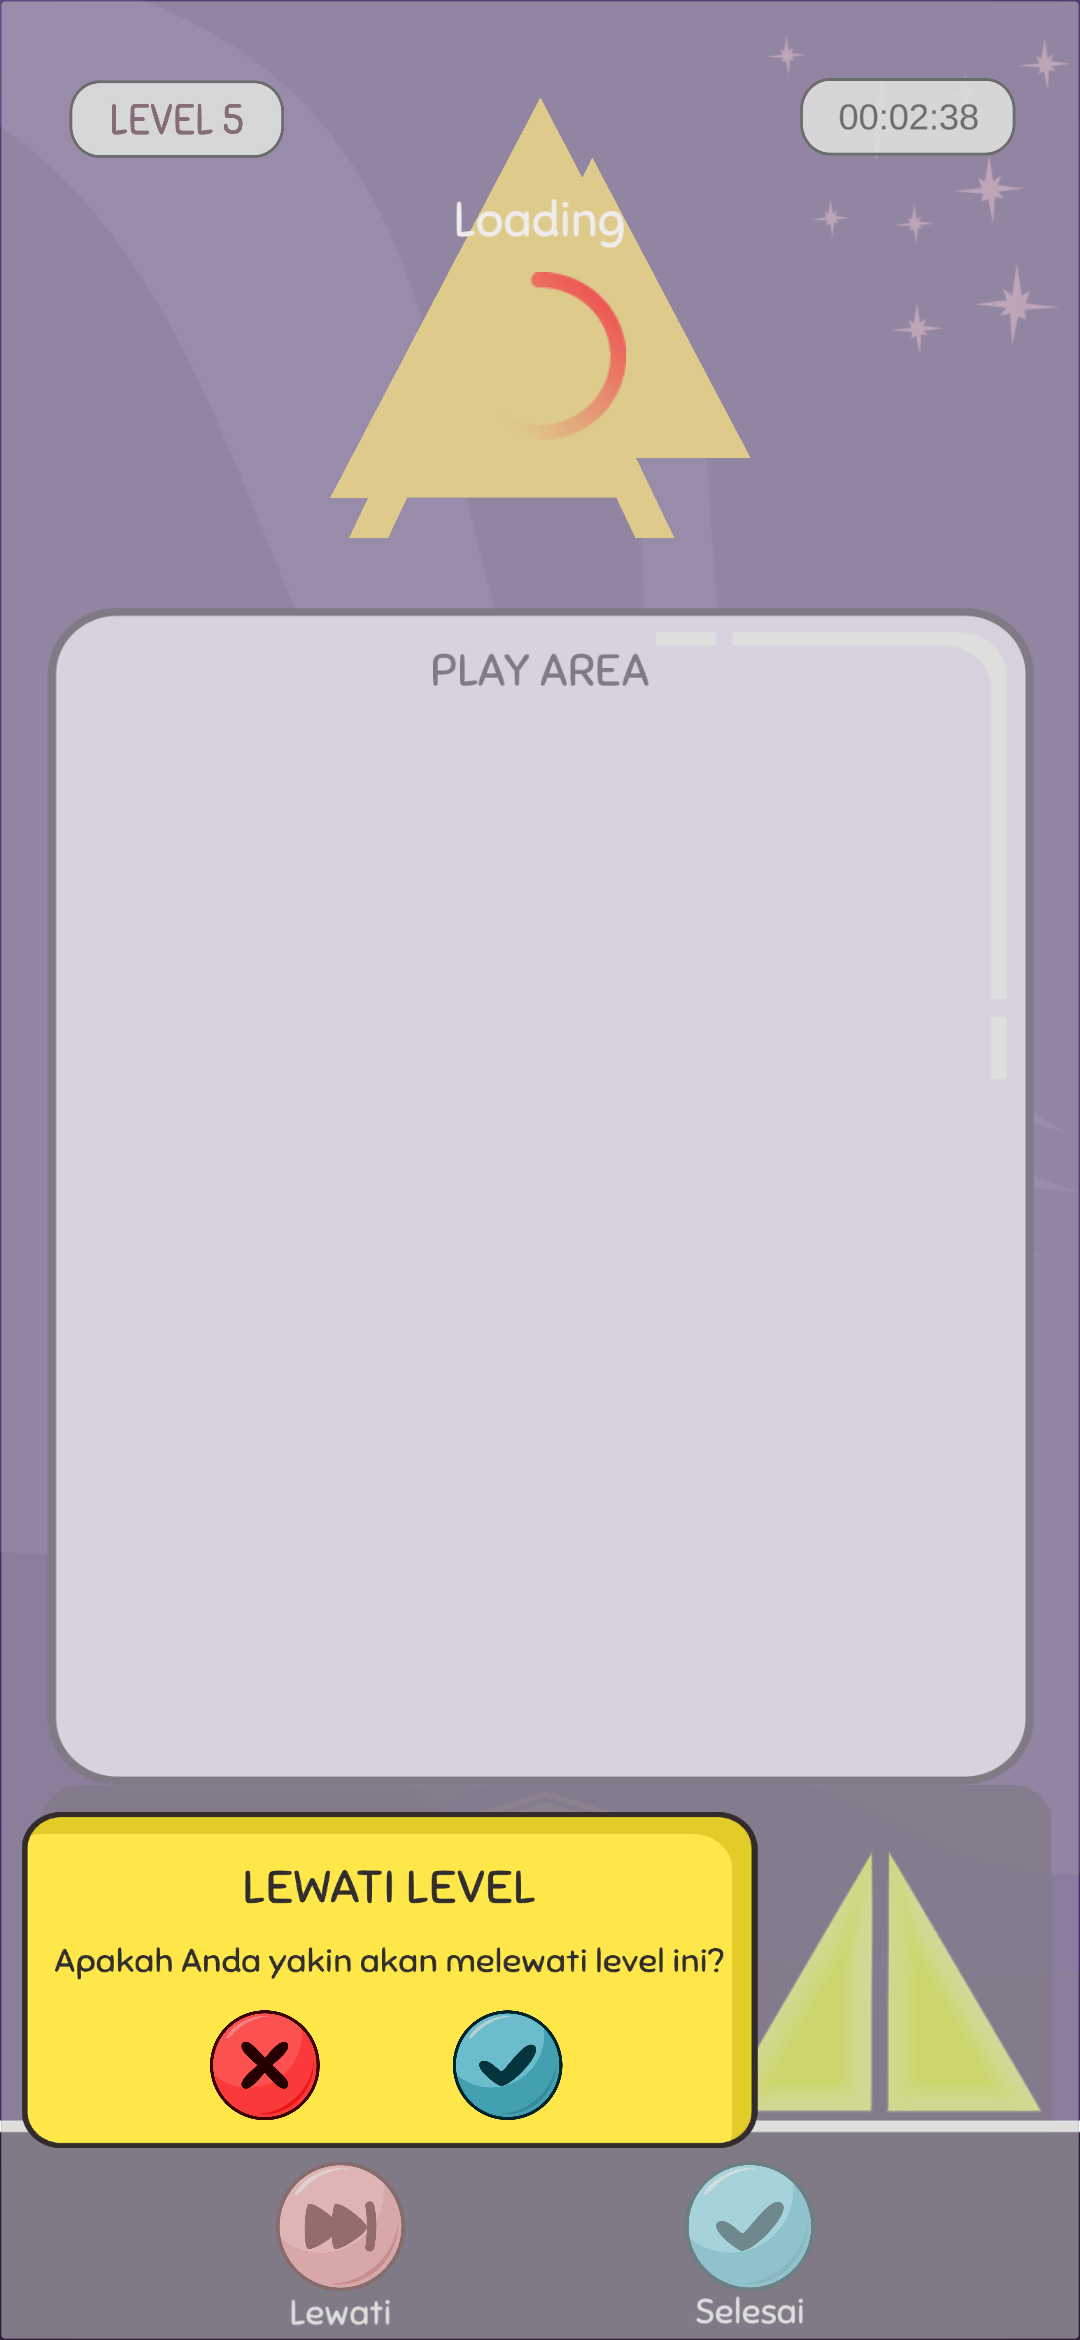 LEVEL 5
00:02:38
Loading
PLAY AREA
LEWATI LEVEL
Apakah Anda yakin akan melewati level ini?
Lewati
Selesai